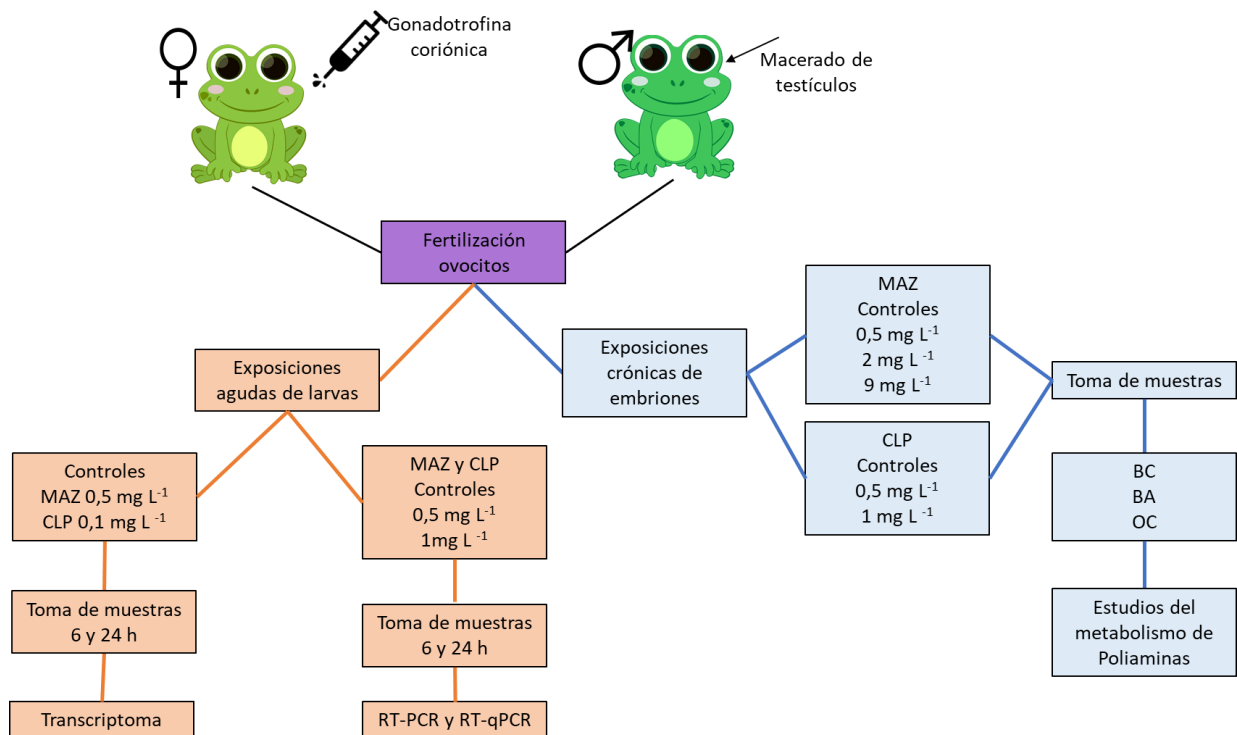 Gonadotrofina
coriónica
Macerado de
testículos
Fertilización
ovocitos
Exposiciones
agudas de larvas
Controles
MAZ 0,5 mg L⁻¹
CLP 0,1 mg L ⁻¹
Toma de muestras
6 y 24 h
Transcriptoma
MAZ y CLP
Controles
0,5 mg L⁻¹
1mg L ⁻¹
Toma de muestras
6 y 24 h
RT-PCR y RT-qPCR
Exposiciones
crónicas de
embriones
MAZ
Controles
0,5 mg L⁻¹
2 mg L⁻¹
9 mg L⁻¹
CLP
Controles
0,5 mg L⁻¹
1 mg L ⁻¹
Toma de muestras
BC
BA
OC
Estudios del
metabolismo de
Poliaminas